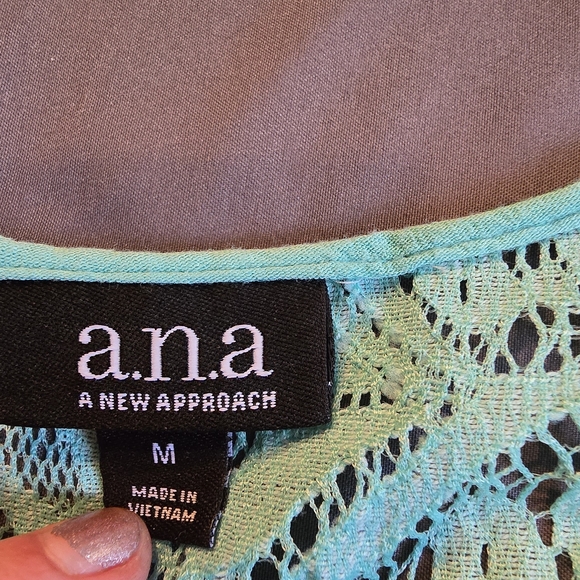 a.n.a
A NEW APPROACH
M
MADE IN
VIETNAM